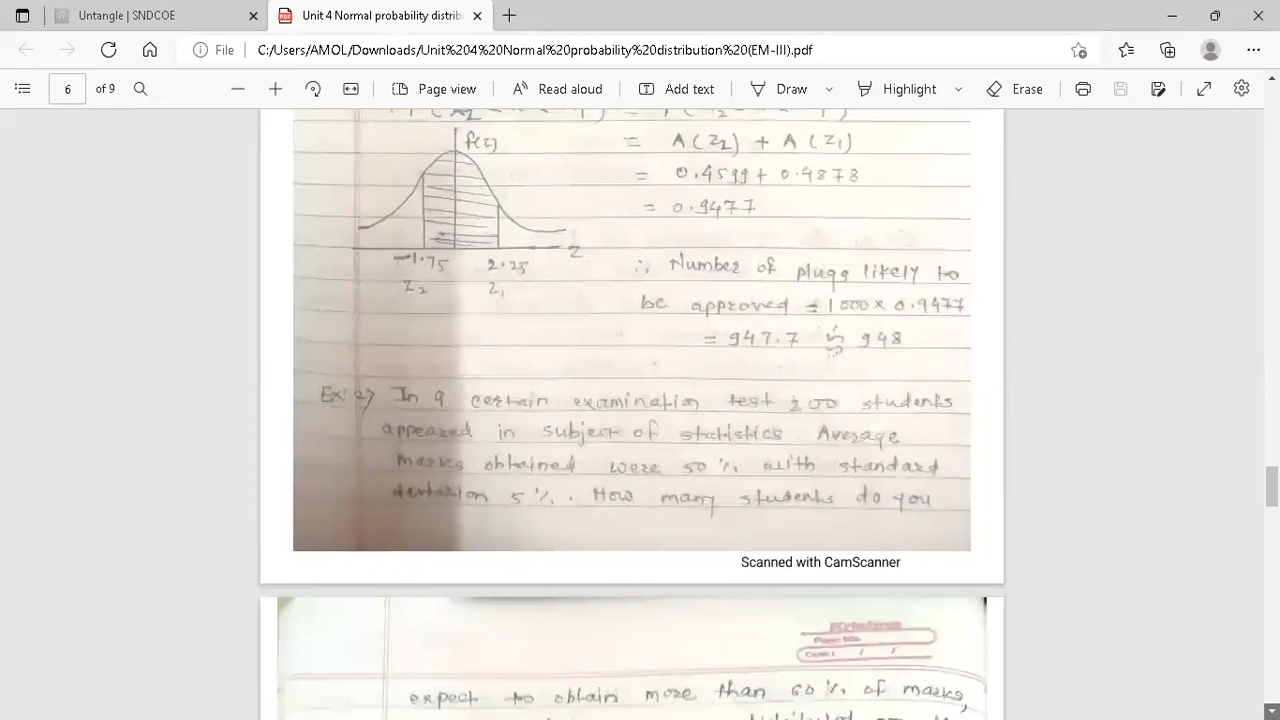 Untangle | SNDCOE
Unit 4 Normal probability distrib
File
C:/Users/AMOL/Downloads/Unit%204%20Normal%20probability%20distribution%20(EM-III).pdf
6 of 9
Page view
Read aloud
Add text
Draw
Highlight
Erase
f(z)
= A(Z2) + A(Z1)
= 0.4599 + 0.4878
= 0.9477
-1.75 2.25 Z
Z2 Z1
∴ Number of plugs likely to
be approved = 1000 × 0.9477
= 947.7 ≈ 948
Ex 2) In a certain examination test 200 students
appeared in subject of statistics. Average
marks obtained were 50 % with standard
deviation 5 %. How many students do you
Scanned with CamScanner
expect to obtain more than 60 % of marks,